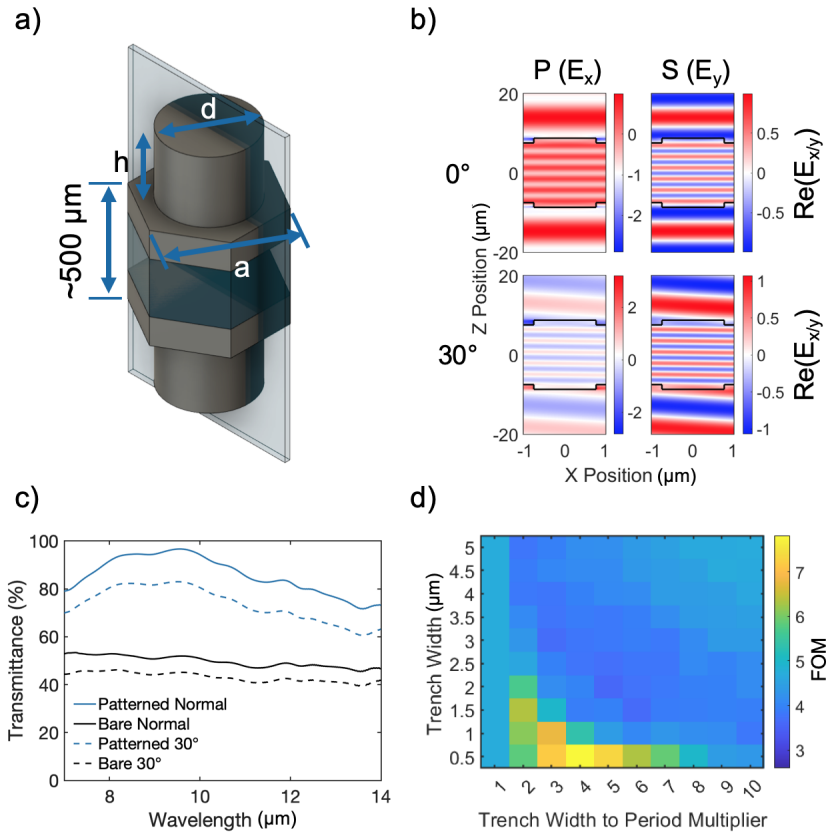 a)
d
h
~500 µm
a
b)
P (Ex)
S (Ey)
0°
30°
20
0
-20
20
0
-20
Z Position (µm)
-1 0 1
-1 0 1
X Position (µm)
0
-1
-2
0.5
0
-0.5
Re(Ex/y)
2
0
-2
1
0.5
0
-0.5
-1
Re(Ex/y)
c)
100
80
60
40
20
0
Transmittance (%)
Patterned Normal
Bare Normal
Patterned 30°
Bare 30°
8 10 12 14
Wavelength (µm)
d)
5
4.5
4
3.5
3
2.5
2
1.5
1
0.5
Trench Width (µm)
1 2 3 4 5 6 7 8 9 10
Trench Width to Period Multiplier
7
6
5
4
3
FOM